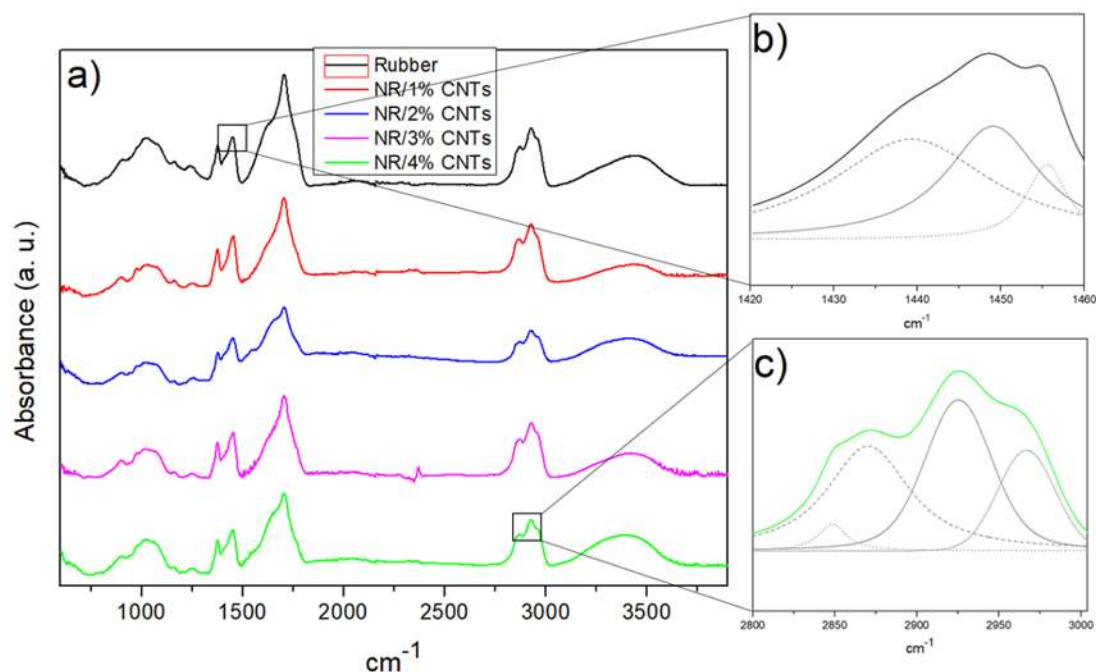 a)
Rubber
NR/1% CNTs
NR/2% CNTs
NR/3% CNTs
NR/4% CNTs
Absorbance (a. u.)
1000 1500 2000 2500 3000 3500
cm-1
b)
1420 1430 1440 1450 1460
cm-1
c)
2800 2850 2900 2950 3000
cm-1